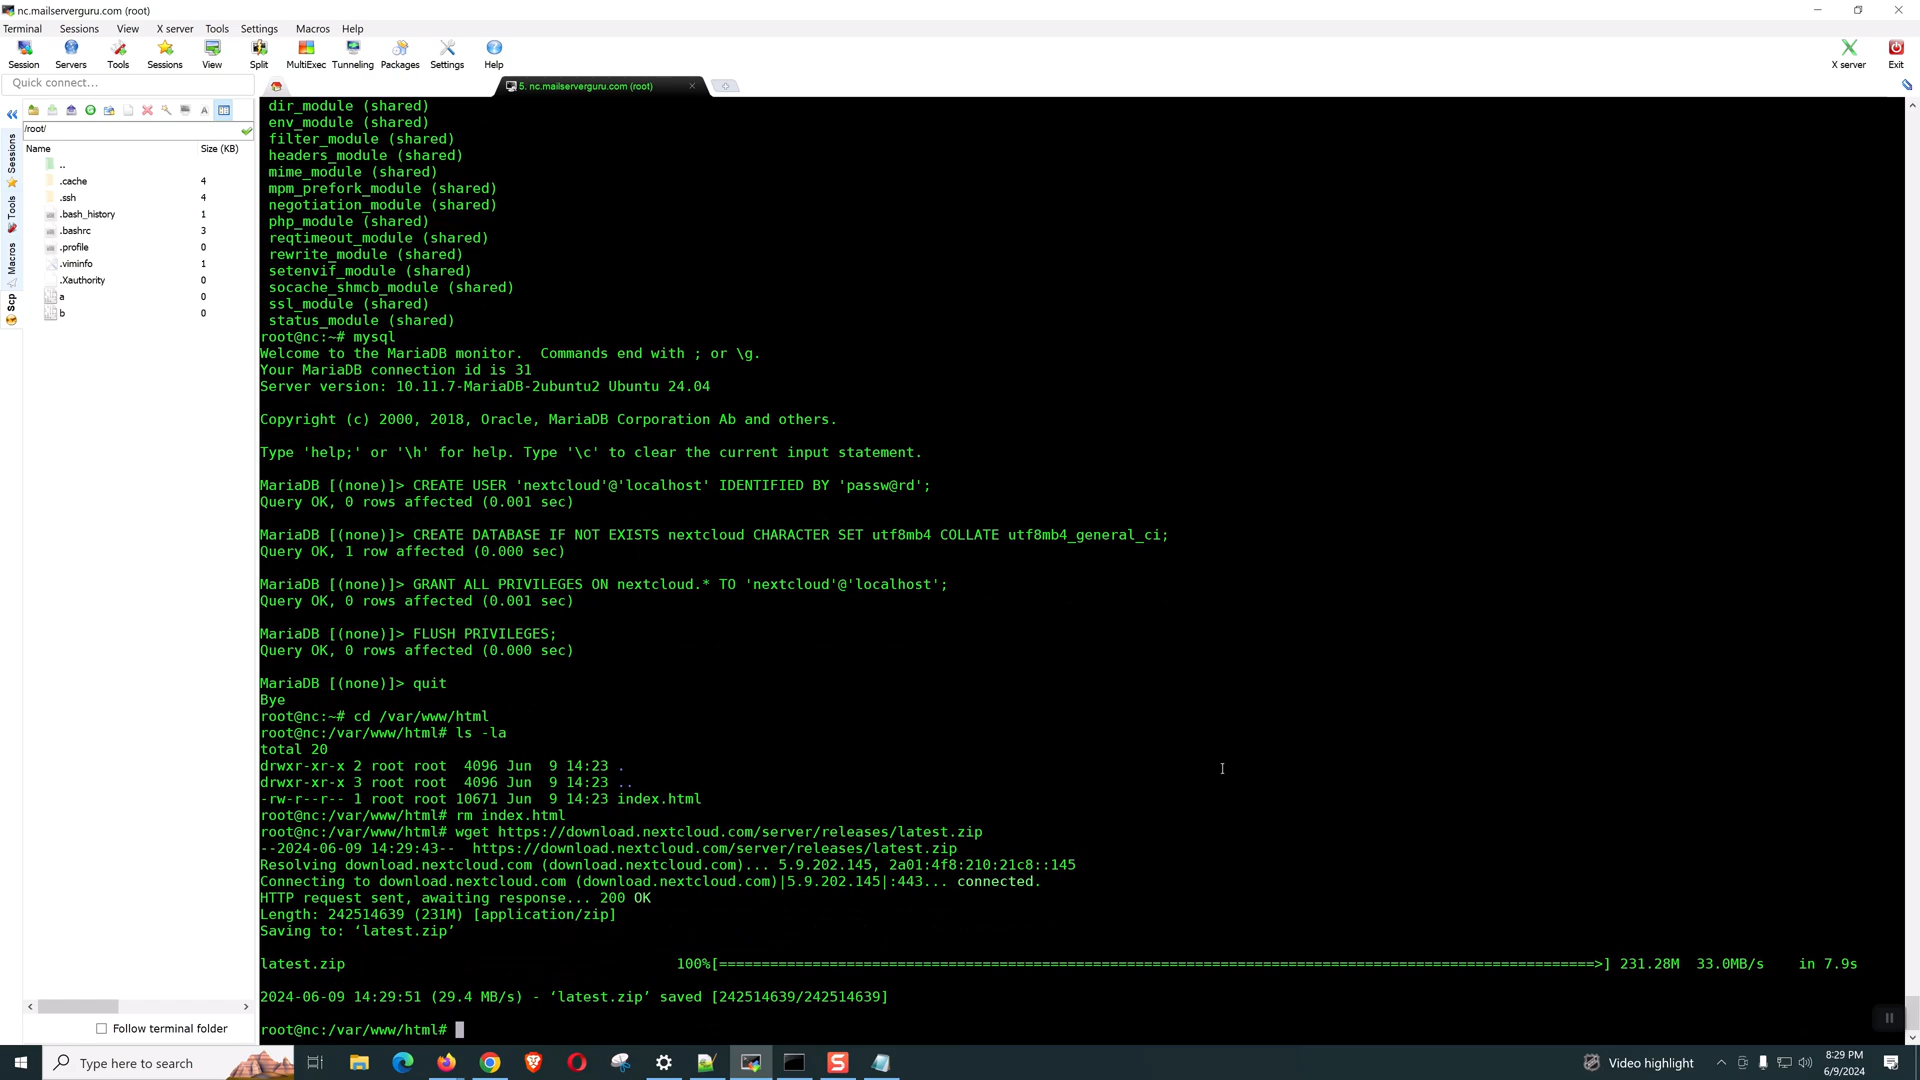 nc.mailserverguru.com (root)
Terminal Sessions View X server Tools Settings Macros Help
Session Servers Tools Sessions View Split MultiExec Tunneling Packages Settings Help X server Exit
Quick connect...
5. nc.mailserverguru.com (root)
/root/
Name Size (KB)
..
.cache 4
.ssh 4
.bash_history 1
.bashrc 3
.profile 0
.viminfo 1
.Xauthority 0
a 0
b 0
Sessions
Tools
Macros
Scp
Follow terminal folder
dir_module (shared)
env_module (shared)
filter_module (shared)
headers_module (shared)
mime_module (shared)
mpm_prefork_module (shared)
negotiation_module (shared)
php_module (shared)
reqtimeout_module (shared)
rewrite_module (shared)
setenvif_module (shared)
socache_shmcb_module (shared)
ssl_module (shared)
status_module (shared)
root@nc:~# mysql
Welcome to the MariaDB monitor.  Commands end with ; or \g.
Your MariaDB connection id is 31
Server version: 10.11.7-MariaDB-2ubuntu2 Ubuntu 24.04
Copyright (c) 2000, 2018, Oracle, MariaDB Corporation Ab and others.
Type 'help;' or '\h' for help. Type '\c' to clear the current input statement.
MariaDB [(none)]> CREATE USER 'nextcloud'@'localhost' IDENTIFIED BY 'passw@rd';
Query OK, 0 rows affected (0.001 sec)
MariaDB [(none)]> CREATE DATABASE IF NOT EXISTS nextcloud CHARACTER SET utf8mb4 COLLATE utf8mb4_general_ci;
Query OK, 1 row affected (0.000 sec)
MariaDB [(none)]> GRANT ALL PRIVILEGES ON nextcloud.* TO 'nextcloud'@'localhost';
Query OK, 0 rows affected (0.001 sec)
MariaDB [(none)]> FLUSH PRIVILEGES;
Query OK, 0 rows affected (0.000 sec)
MariaDB [(none)]> quit
Bye
root@nc:~# cd /var/www/html
root@nc:/var/www/html# ls -la
total 20
drwxr-xr-x 2 root root  4096 Jun  9 14:23 .
drwxr-xr-x 3 root root  4096 Jun  9 14:23 ..
-rw-r--r-- 1 root root 10671 Jun  9 14:23 index.html
root@nc:/var/www/html# rm index.html
root@nc:/var/www/html# wget https://download.nextcloud.com/server/releases/latest.zip
--2024-06-09 14:29:43--  https://download.nextcloud.com/server/releases/latest.zip
Resolving download.nextcloud.com (download.nextcloud.com)... 5.9.202.145, 2a01:4f8:210:21c8::145
Connecting to download.nextcloud.com (download.nextcloud.com)|5.9.202.145|:443... connected.
HTTP request sent, awaiting response... 200 OK
Length: 242514639 (231M) [application/zip]
Saving to: ‘latest.zip’
latest.zip 100%[=======================================================================================================>] 231.28M  33.0MB/s    in 7.9s
2024-06-09 14:29:51 (29.4 MB/s) - ‘latest.zip’ saved [242514639/242514639]
root@nc:/var/www/html#
Type here to search
Video highlight
8:29 PM
6/9/2024